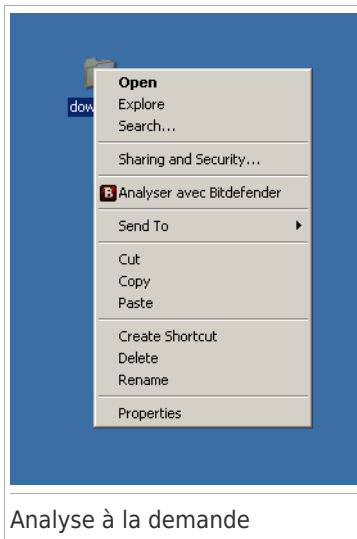 dow
Open
Explore
Search...
Sharing and Security...
Analyser avec Bitdefender
Send To
Cut
Copy
Paste
Create Shortcut
Delete
Rename
Properties
Analyse à la demande